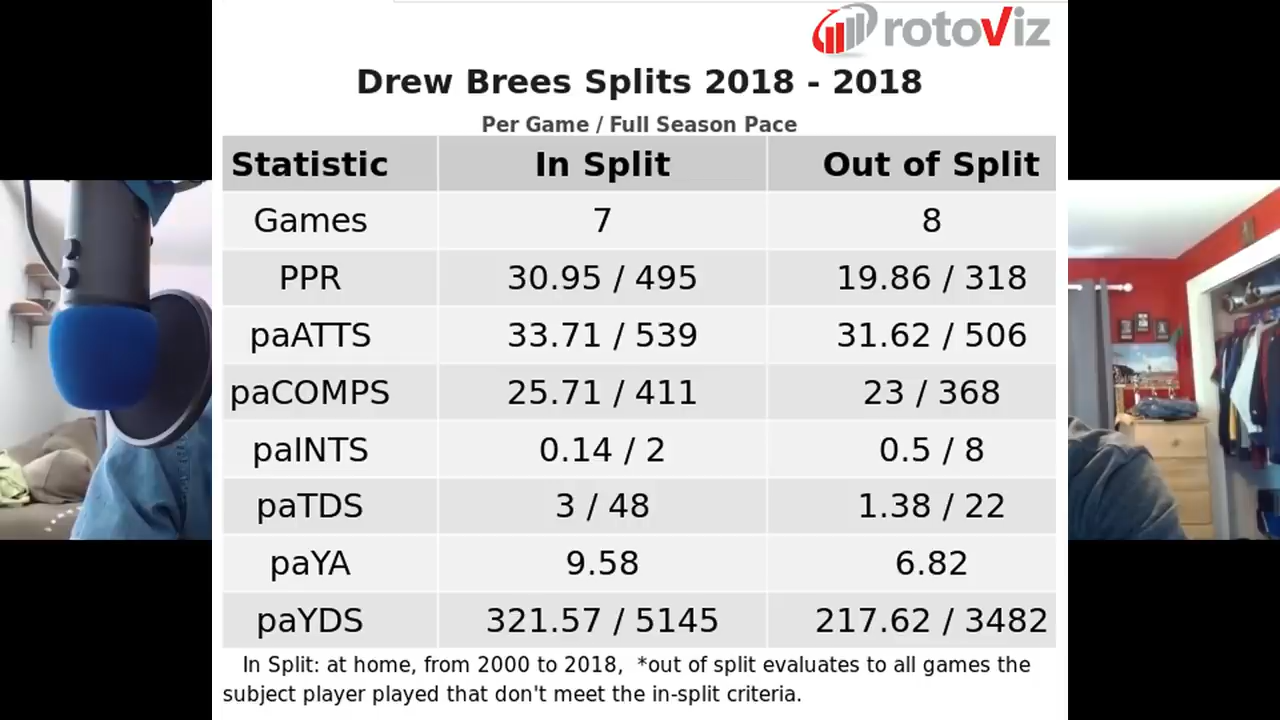 rotoViz
Drew Brees Splits 2018 - 2018
Per Game / Full Season Pace
Statistic In Split Out of Split
Games 7 8
PPR 30.95 / 495 19.86 / 318
paATTS 33.71 / 539 31.62 / 506
paCOMPS 25.71 / 411 23 / 368
paINTS 0.14 / 2 0.5 / 8
paTDS 3 / 48 1.38 / 22
paYA 9.58 6.82
paYDS 321.57 / 5145 217.62 / 3482
In Split: at home, from 2000 to 2018, *out of split evaluates to all games the
subject player played that don't meet the in-split criteria.